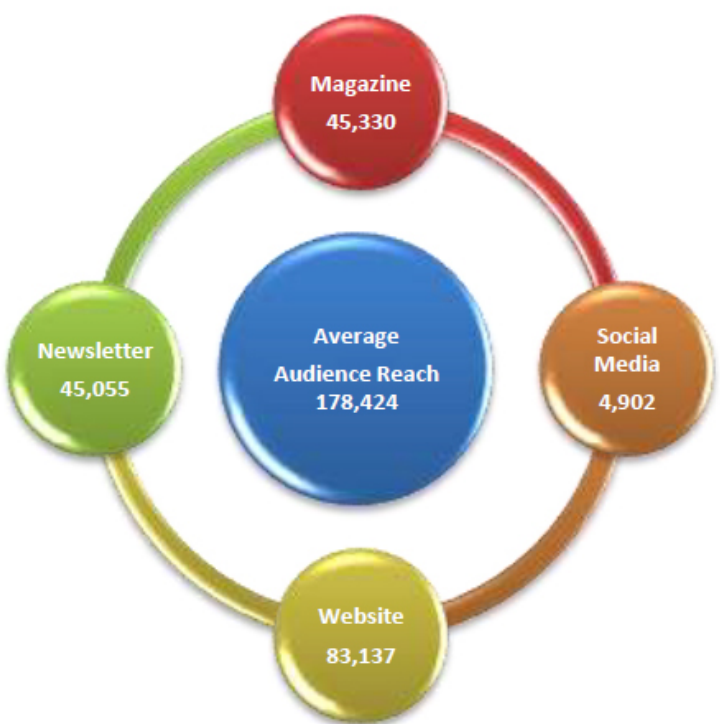 Magazine
45,330
Newsletter
45,055
Average
Audience Reach
178,424
Social
Media
4,902
Website
83,137